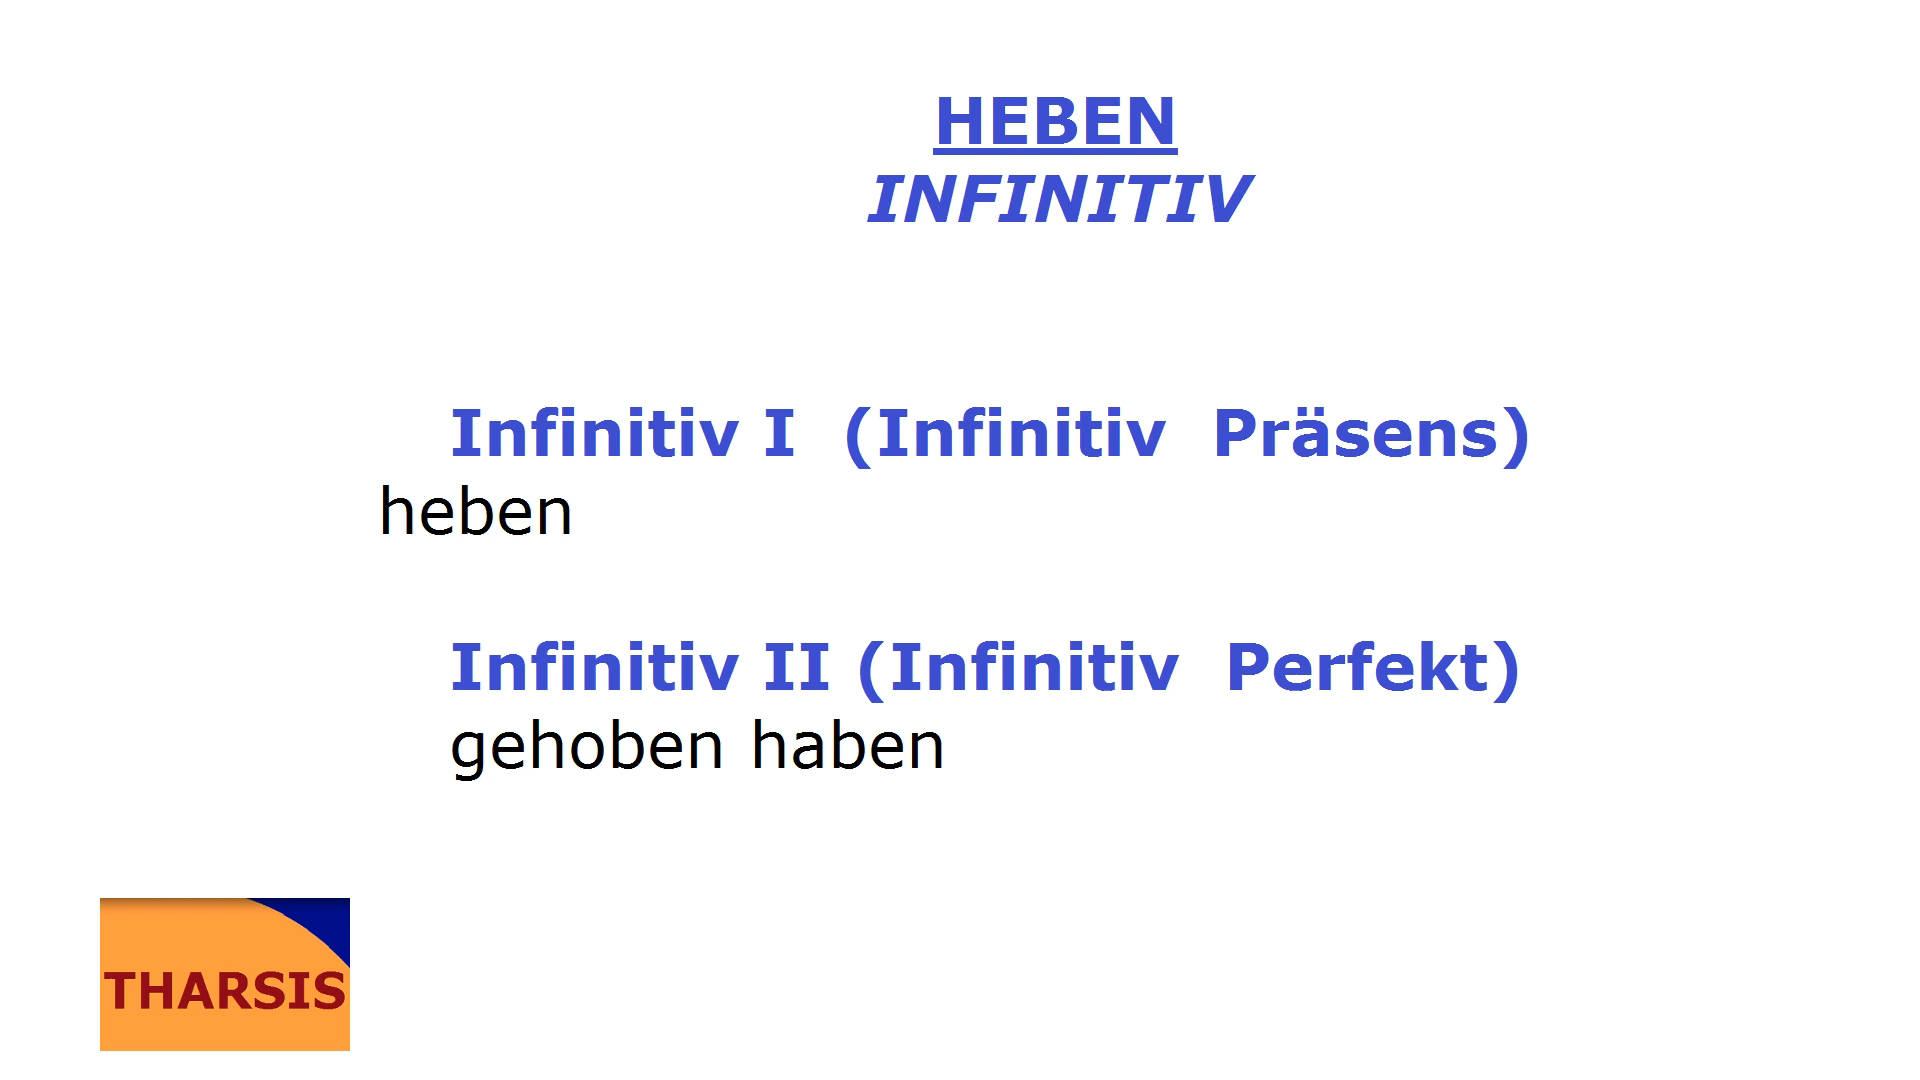 HEBEN
INFINITIV
Infinitiv I (Infinitiv Präsens)
heben
Infinitiv II (Infinitiv Perfekt)
gehoben haben
THARSIS